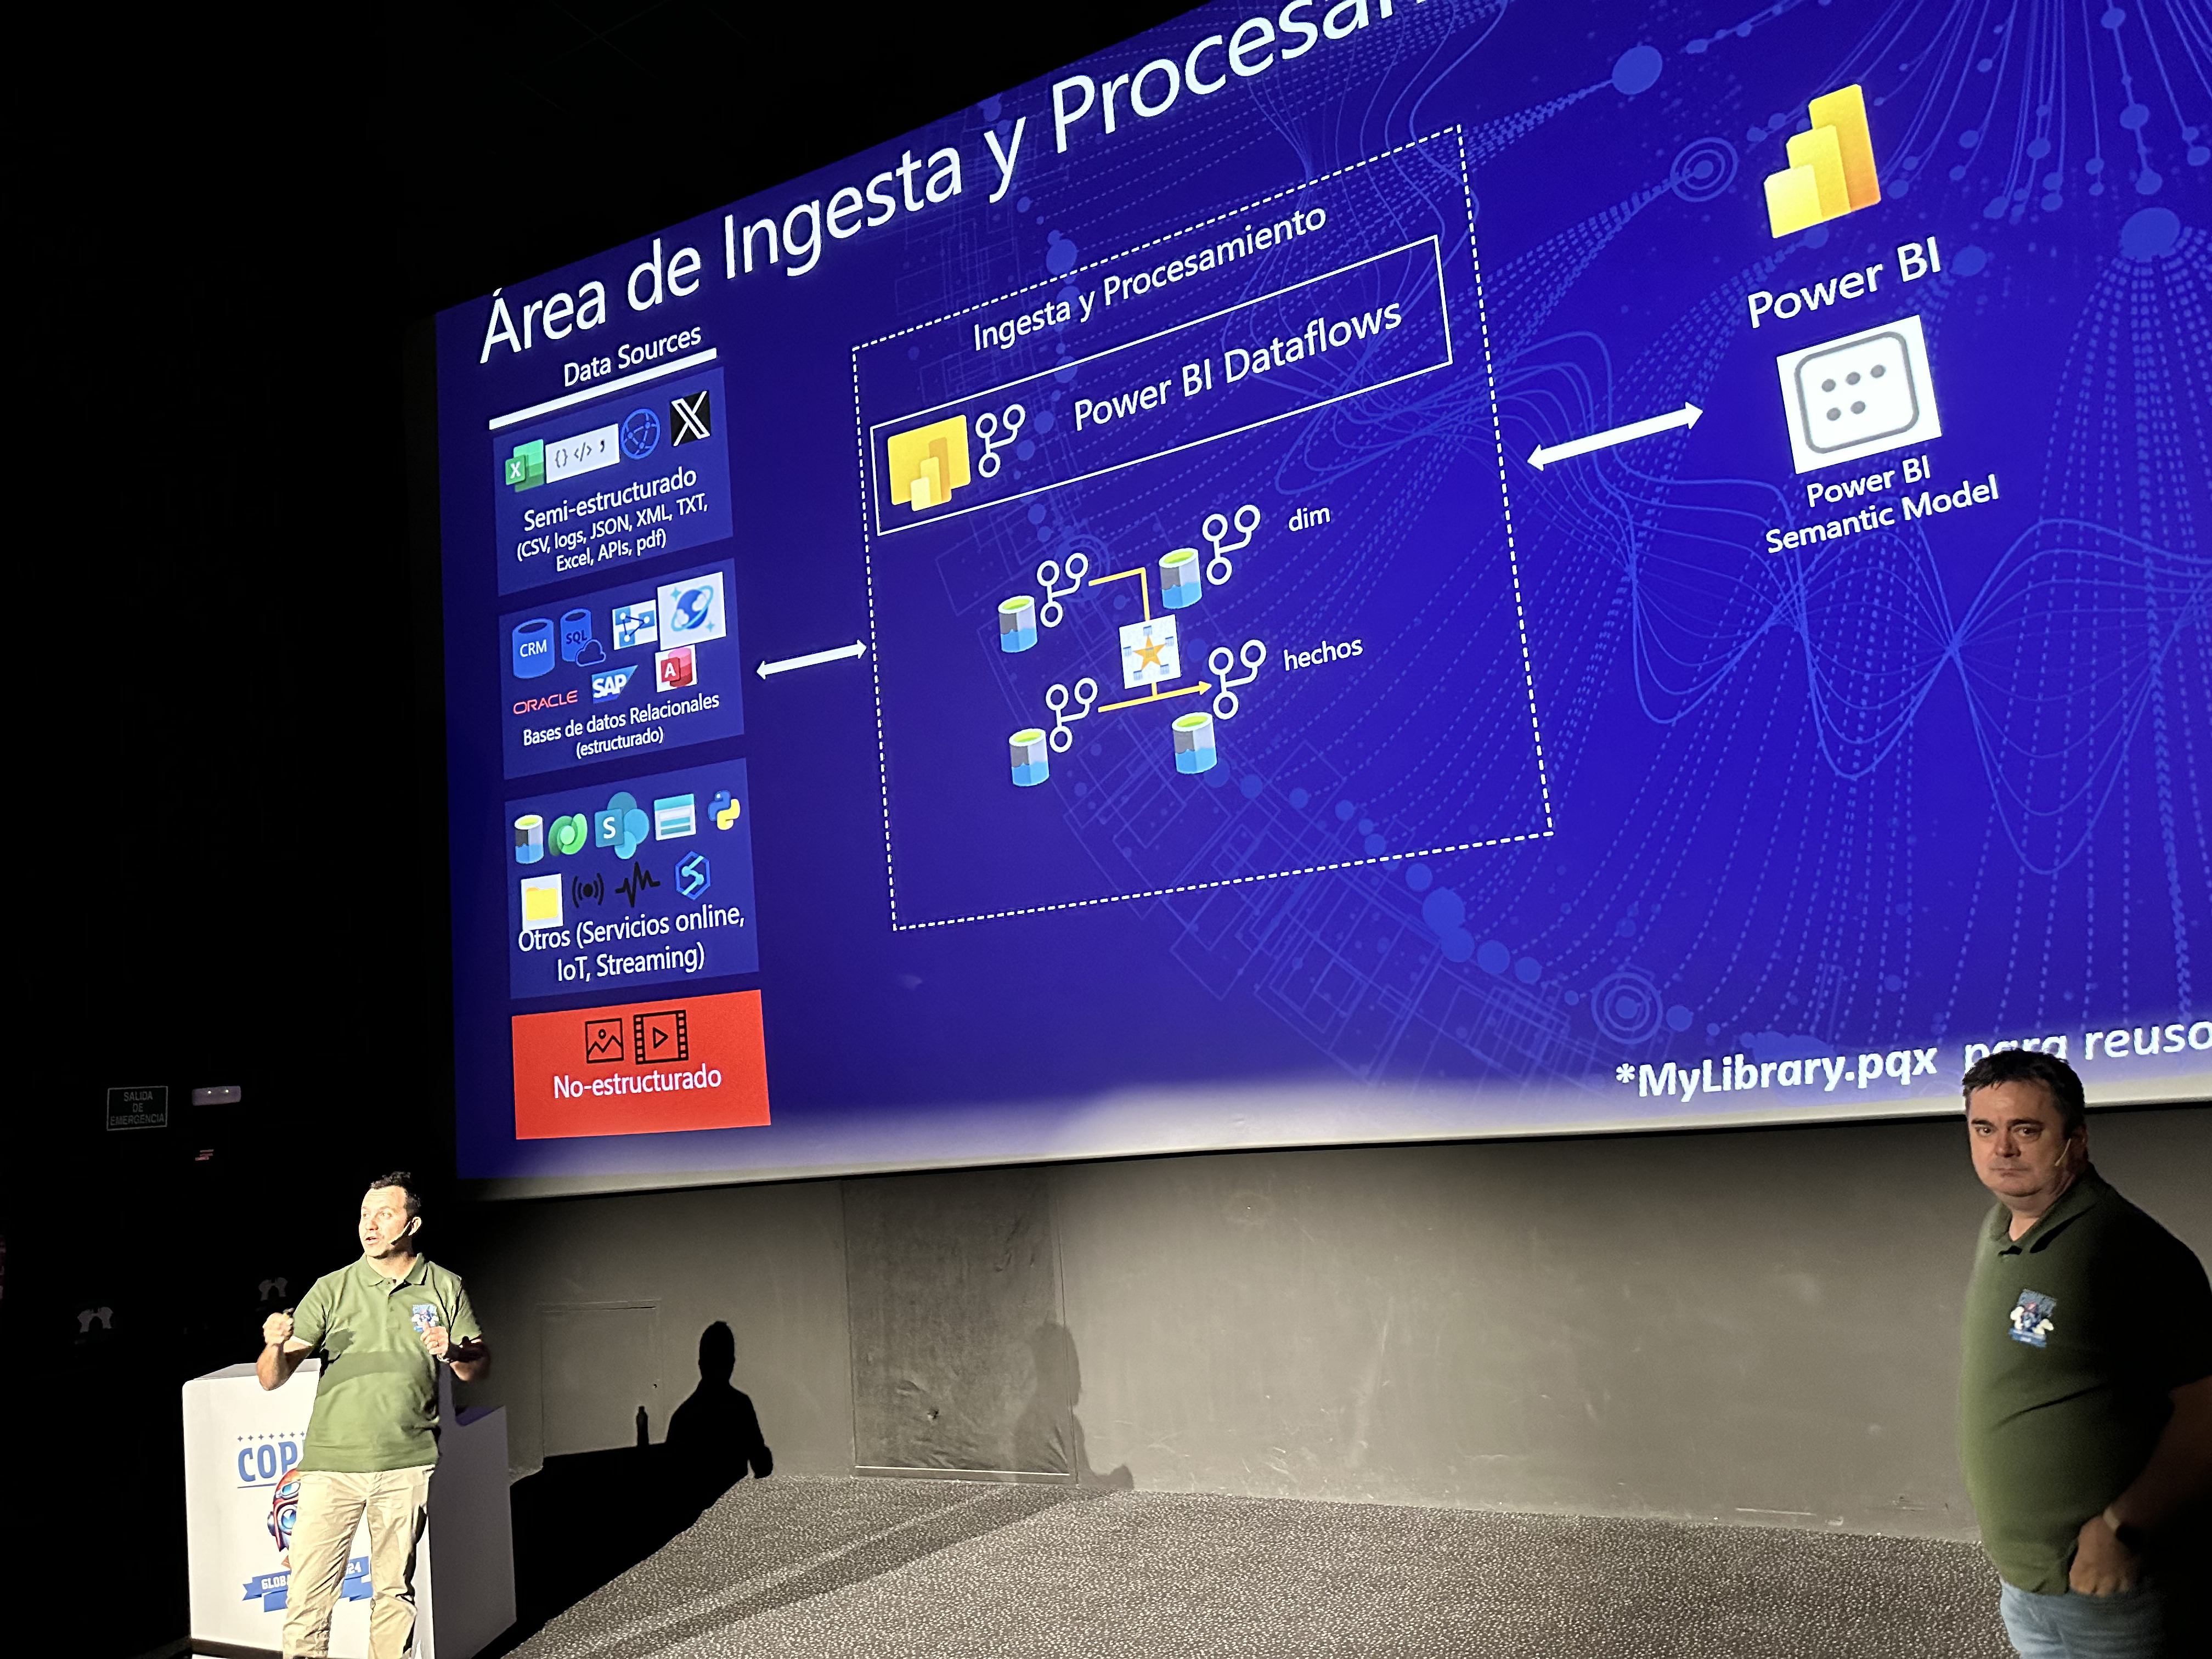 Área de Ingesta y
Data Sources
Semi-estructurado
(CSV, logs, JSON, XML, TXT,
Excel, APIs, pdf)
CRM
SQL
ORACLE
SAP
Bases de datos Relacionales
(estructurado)
Otros (Servicios online,
IoT, Streaming)
No-estructurado
Ingesta y Procesamiento
Power BI Dataflows
dim
hechos
Power BI
Power BI
Semantic Model
*MyLibrary.pqx para reuso
SALIDA
DE
EMERGENCIA